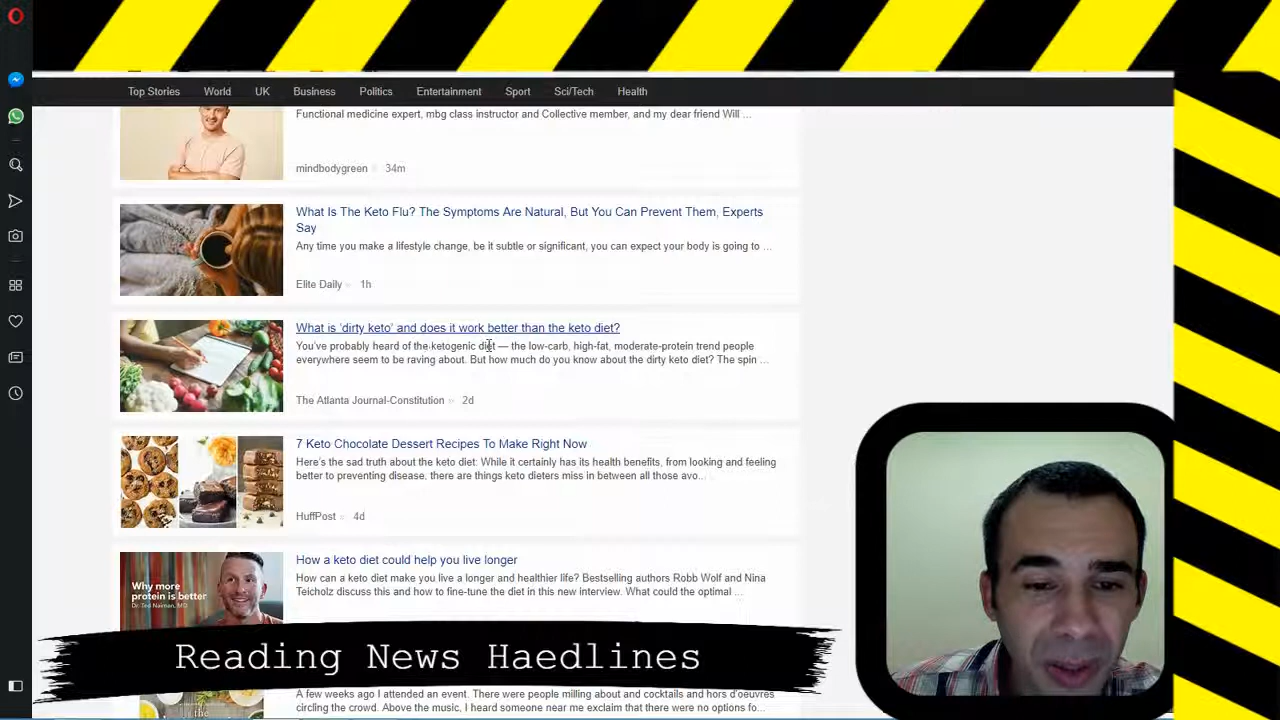 Top Stories World UK Business Politics Entertainment Sport Sci/Tech Health
Functional medicine expert, mbg class instructor and Collective member, and my dear friend Will ...
mindbodygreen 34m
What Is The Keto Flu? The Symptoms Are Natural, But You Can Prevent Them, Experts
Say
Any time you make a lifestyle change, be it subtle or significant, you can expect your body is going to ...
Elite Daily 1h
What is 'dirty keto' and does it work better than the keto diet?
You've probably heard of the ketogenic diet — the low-carb, high-fat, moderate-protein trend people
everywhere seem to be raving about. But how much do you know about the dirty keto diet? The spin ...
The Atlanta Journal-Constitution 2d
7 Keto Chocolate Dessert Recipes To Make Right Now
Here's the sad truth about the keto diet: While it certainly has its health benefits, from looking and feeling
better to preventing disease, there are things keto dieters miss in between all those avo...
HuffPost 4d
How a keto diet could help you live longer
How can a keto diet make you live a longer and healthier life? Bestselling authors Robb Wolf and Nina
Teicholz discuss this and how to fine-tune the diet in this new interview. What could the optimal ...
Why more
protein is better
Dr. Ted Naiman, MD
Reading News Haedlines
A few weeks ago I attended an event. There were people milling about and cocktails and hors d'oeuvres
circling the crowd. Above the music, I heard someone near me exclaim that there were no options fo...